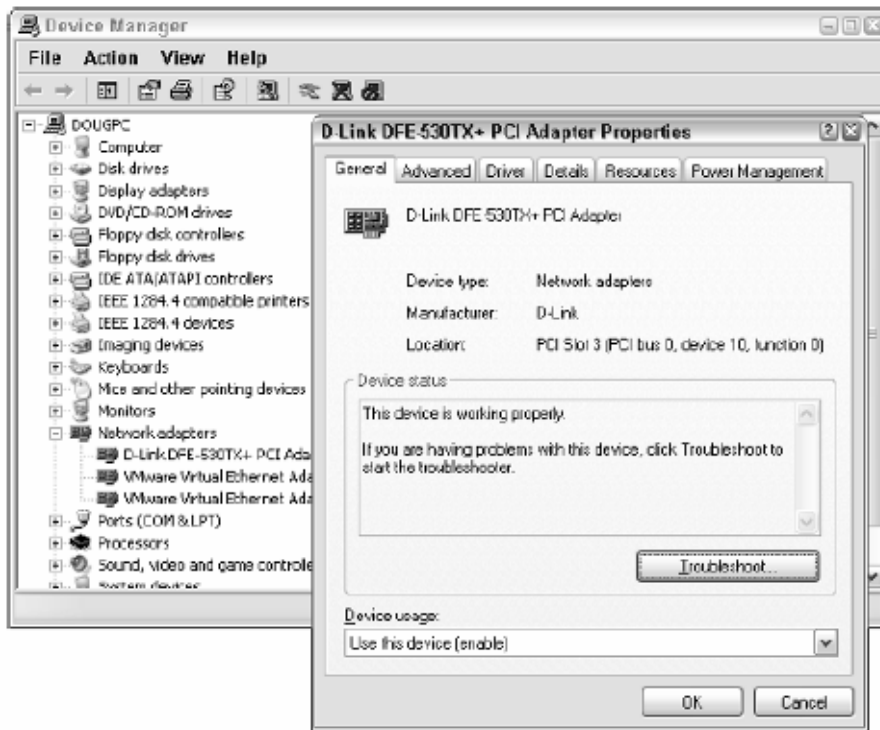 Device Manager
File Action View Help
DOUGPC
Computer
Disk drives
Display adapters
DVD/CD-ROM drives
Floppy disk controllers
Floppy disk drives
IDE ATA/ATAPI controllers
IEEE 1284.4 compatible printers
IEEE 1284.4 devices
Imaging devices
Keyboards
Mice and other pointing devices
Monitors
Network adapters
D-Link DFE-530TX+ PCI Ada
VMware Virtual Ethernet Ada
VMware Virtual Ethernet Ada
Ports (COM & LPT)
Processors
Sound, video and game controlle
System devices
D-Link DFE-530TX+ PCI Adapter Properties
General Advanced Driver Details Resources Power Management
D-Link DFE-530TX+ PCI Adapter
Device type: Network adapters
Manufacturer: D-Link
Location: PCI Slot 3 (PCI bus 0, device 10, function 0)
Device status
This device is working properly.
If you are having problems with this device, click Troubleshoot to
start the troubleshooter.
Troubleshoot...
Device usage:
Use this device (enable)
OK Cancel